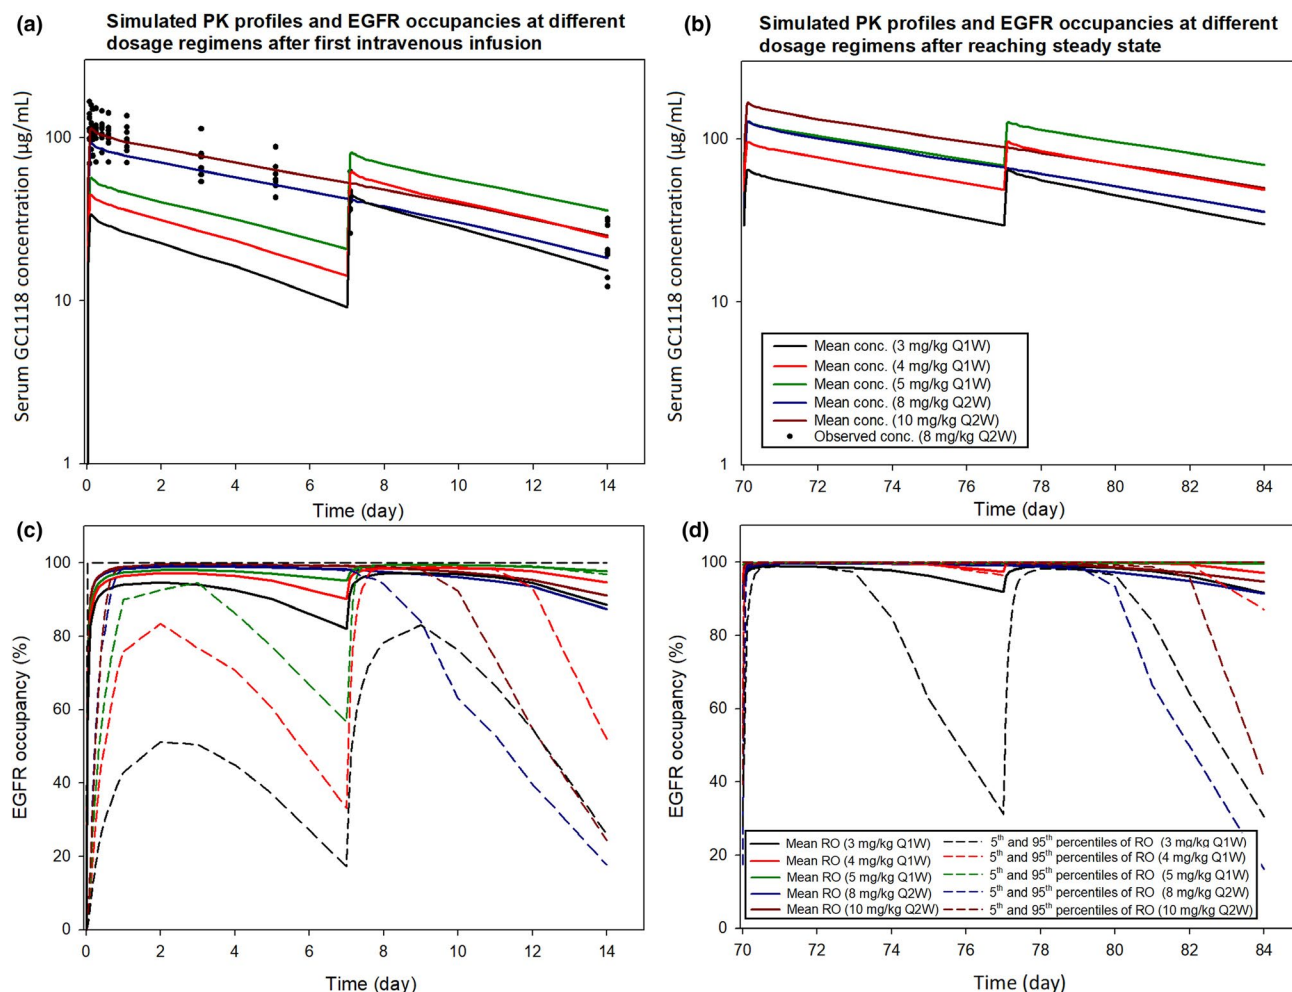 (a)
Simulated PK profiles and EGFR occupancies at different
dosage regimens after first intravenous infusion
Serum GC1118 concentration (µg/mL)
100
10
1
0 2 4 6 8 10 12 14
Time (day)
(b)
Simulated PK profiles and EGFR occupancies at different
dosage regimens after reaching steady state
Serum GC1118 concentration (µg/mL)
100
10
1
Mean conc. (3 mg/kg Q1W)
Mean conc. (4 mg/kg Q1W)
Mean conc. (5 mg/kg Q1W)
Mean conc. (8 mg/kg Q2W)
Mean conc. (10 mg/kg Q2W)
Observed conc. (8 mg/kg Q2W)
70 72 74 76 78 80 82 84
Time (day)
(c)
EGFR occupancy (%)
100
80
60
40
20
0
0 2 4 6 8 10 12 14
Time (day)
(d)
EGFR occupancy (%)
100
80
60
40
20
0
Mean RO (3 mg/kg Q1W)
Mean RO (4 mg/kg Q1W)
Mean RO (5 mg/kg Q1W)
Mean RO (8 mg/kg Q2W)
Mean RO (10 mg/kg Q2W)
5th and 95th percentiles of RO (3 mg/kg Q1W)
5th and 95th percentiles of RO (4 mg/kg Q1W)
5th and 95th percentiles of RO (5 mg/kg Q1W)
5th and 95th percentiles of RO (8 mg/kg Q2W)
5th and 95th percentiles of RO (10 mg/kg Q2W)
70 72 74 76 78 80 82 84
Time (day)